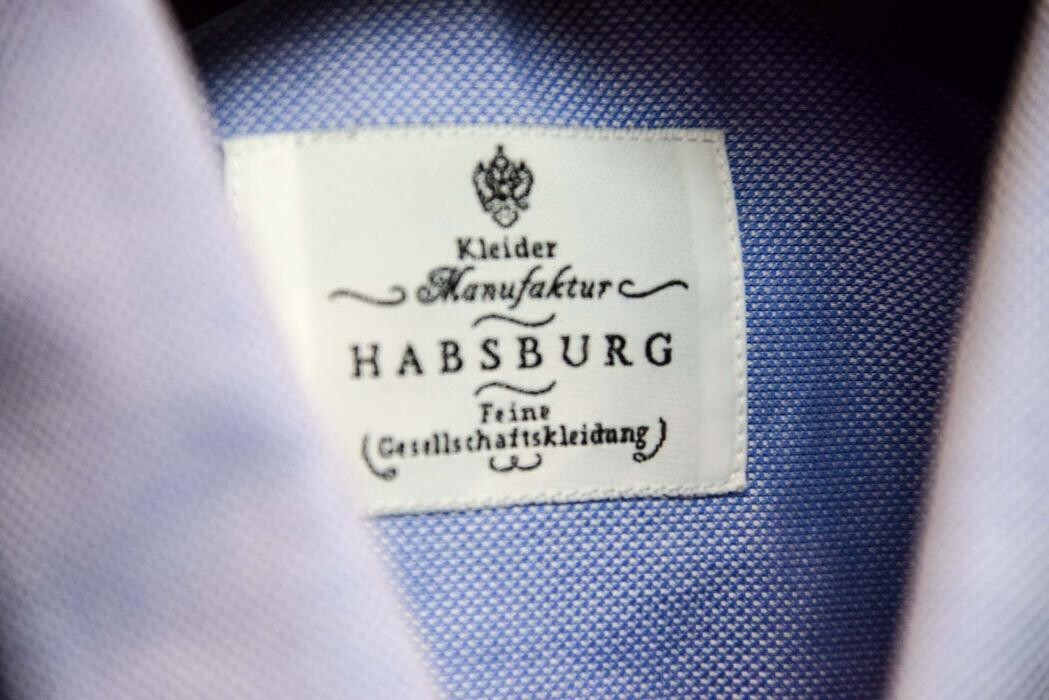 Kleider
Manufaktur
HABSBURG
Feine
Gesellschaftskleidung